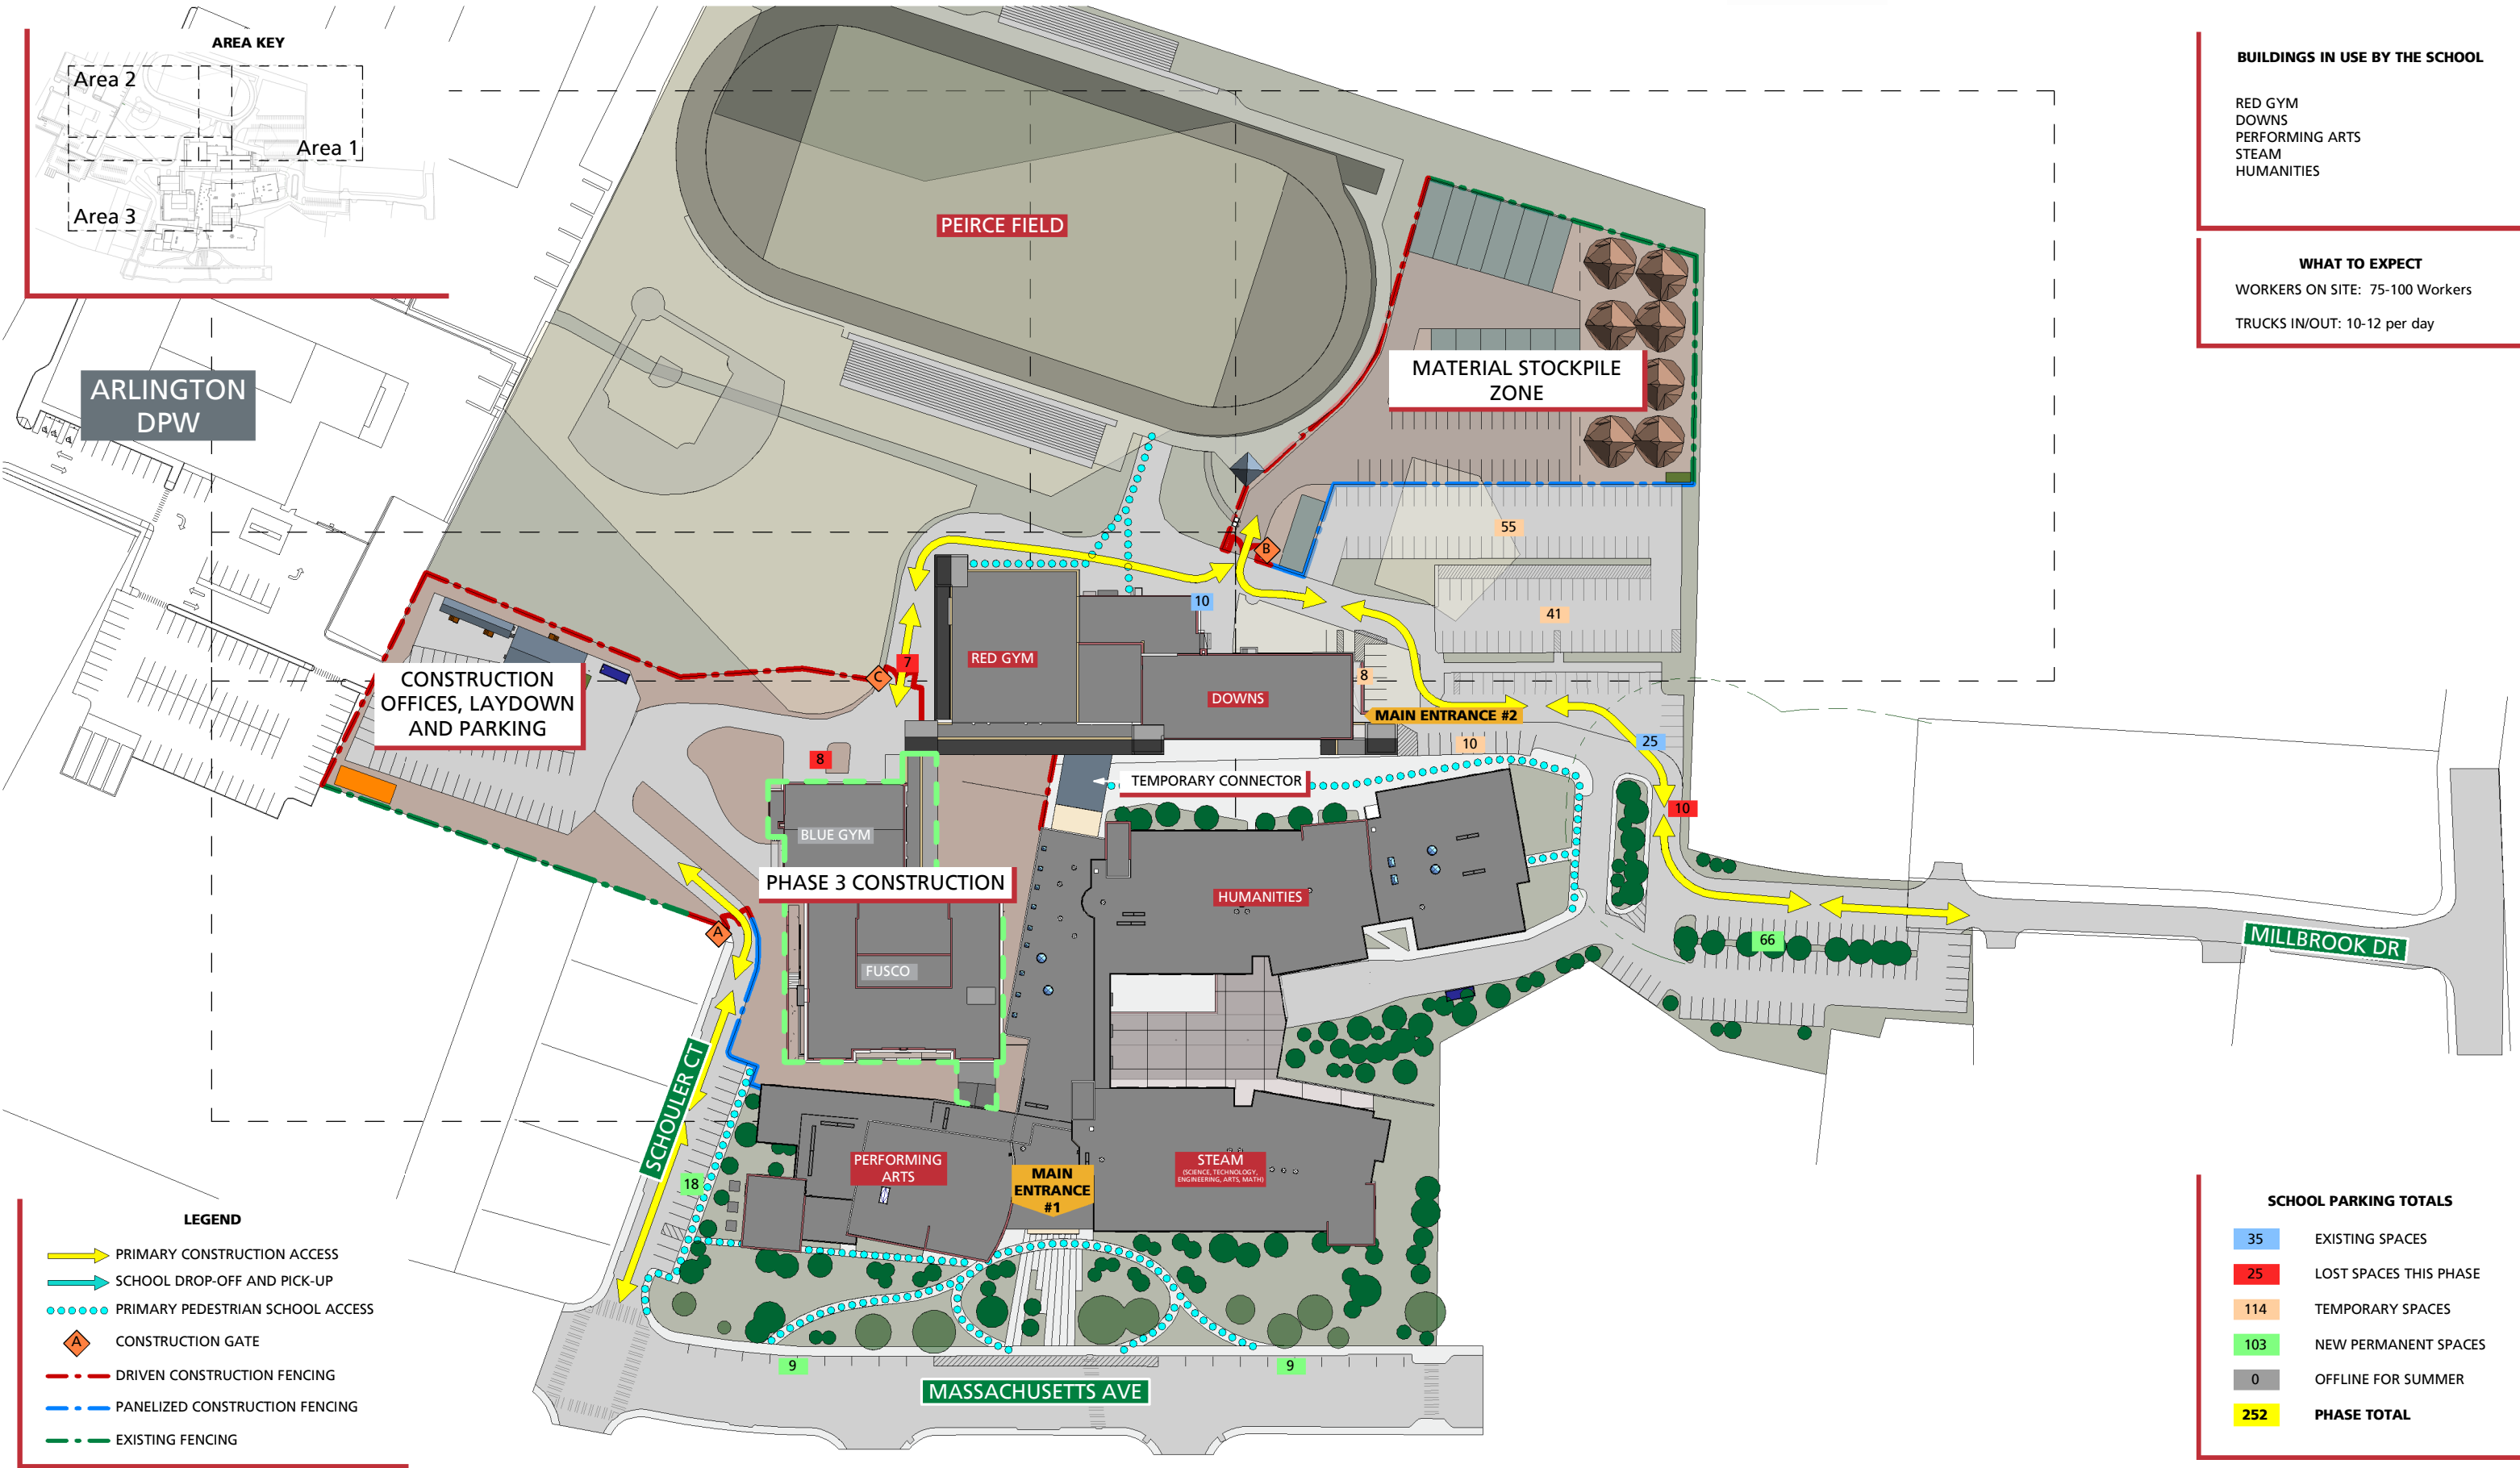 AREA KEY
Area 2
Area 1
Area 3
BUILDINGS IN USE BY THE SCHOOL
RED GYM
DOWNS
PERFORMING ARTS
STEAM
HUMANITIES
WHAT TO EXPECT
WORKERS ON SITE: 75-100 Workers
TRUCKS IN/OUT: 10-12 per day
PEIRCE FIELD
ARLINGTON
DPW
MATERIAL STOCKPILE
ZONE
55
B
10
41
CONSTRUCTION
OFFICES, LAYDOWN
AND PARKING
C
7
RED GYM
DOWNS
8
MAIN ENTRANCE #2
10
25
8
TEMPORARY CONNECTOR
10
BLUE GYM
PHASE 3 CONSTRUCTION
HUMANITIES
A
FUSCO
66
MILLBROOK DR
SCHOULER CT
18
PERFORMING
ARTS
MAIN
ENTRANCE
#1
STEAM
(SCIENCE, TECHNOLOGY,
ENGINEERING, ARTS, MATH)
9
9
MASSACHUSETTS AVE
LEGEND
PRIMARY CONSTRUCTION ACCESS
SCHOOL DROP-OFF AND PICK-UP
PRIMARY PEDESTRIAN SCHOOL ACCESS
A CONSTRUCTION GATE
DRIVEN CONSTRUCTION FENCING
PANELIZED CONSTRUCTION FENCING
EXISTING FENCING
SCHOOL PARKING TOTALS
35 EXISTING SPACES
25 LOST SPACES THIS PHASE
114 TEMPORARY SPACES
103 NEW PERMANENT SPACES
0 OFFLINE FOR SUMMER
252 PHASE TOTAL